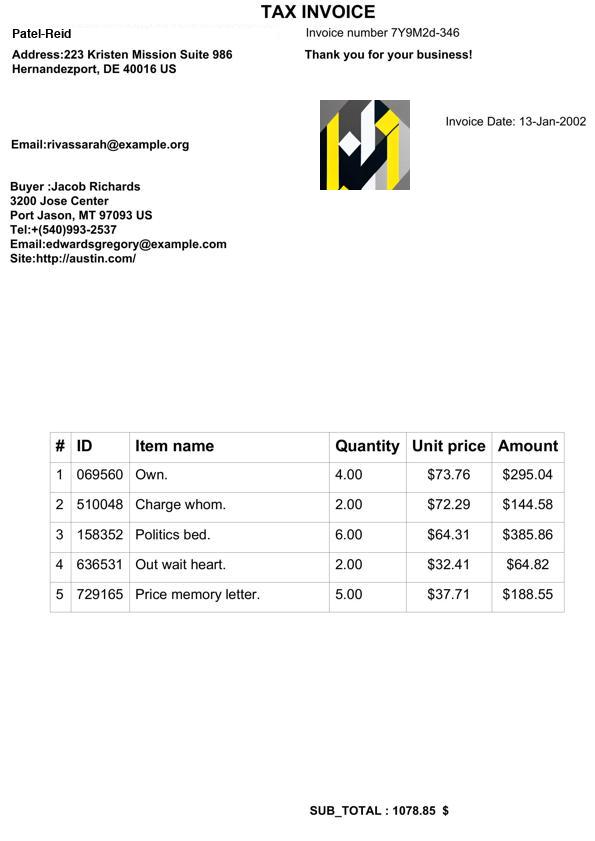 TAX INVOICE
Patel-Reid
Invoice number 7Y9M2d-346
Address:223 Kristen Mission Suite 986
Hernandezport, DE 40016 US
Thank you for your business!
Invoice Date: 13-Jan-2002
Email:rivassarah@example.org
Buyer :Jacob Richards
3200 Jose Center
Port Jason, MT 97093 US
Tel:+(540)993-2537
Email:edwardsgregory@example.com
Site:http://austin.com/
# ID Item name Quantity Unit price Amount
1 069560 Own. 4.00 $73.76 $295.04
2 510048 Charge whom. 2.00 $72.29 $144.58
3 158352 Politics bed. 6.00 $64.31 $385.86
4 636531 Out wait heart. 2.00 $32.41 $64.82
5 729165 Price memory letter. 5.00 $37.71 $188.55
SUB_TOTAL : 1078.85 $